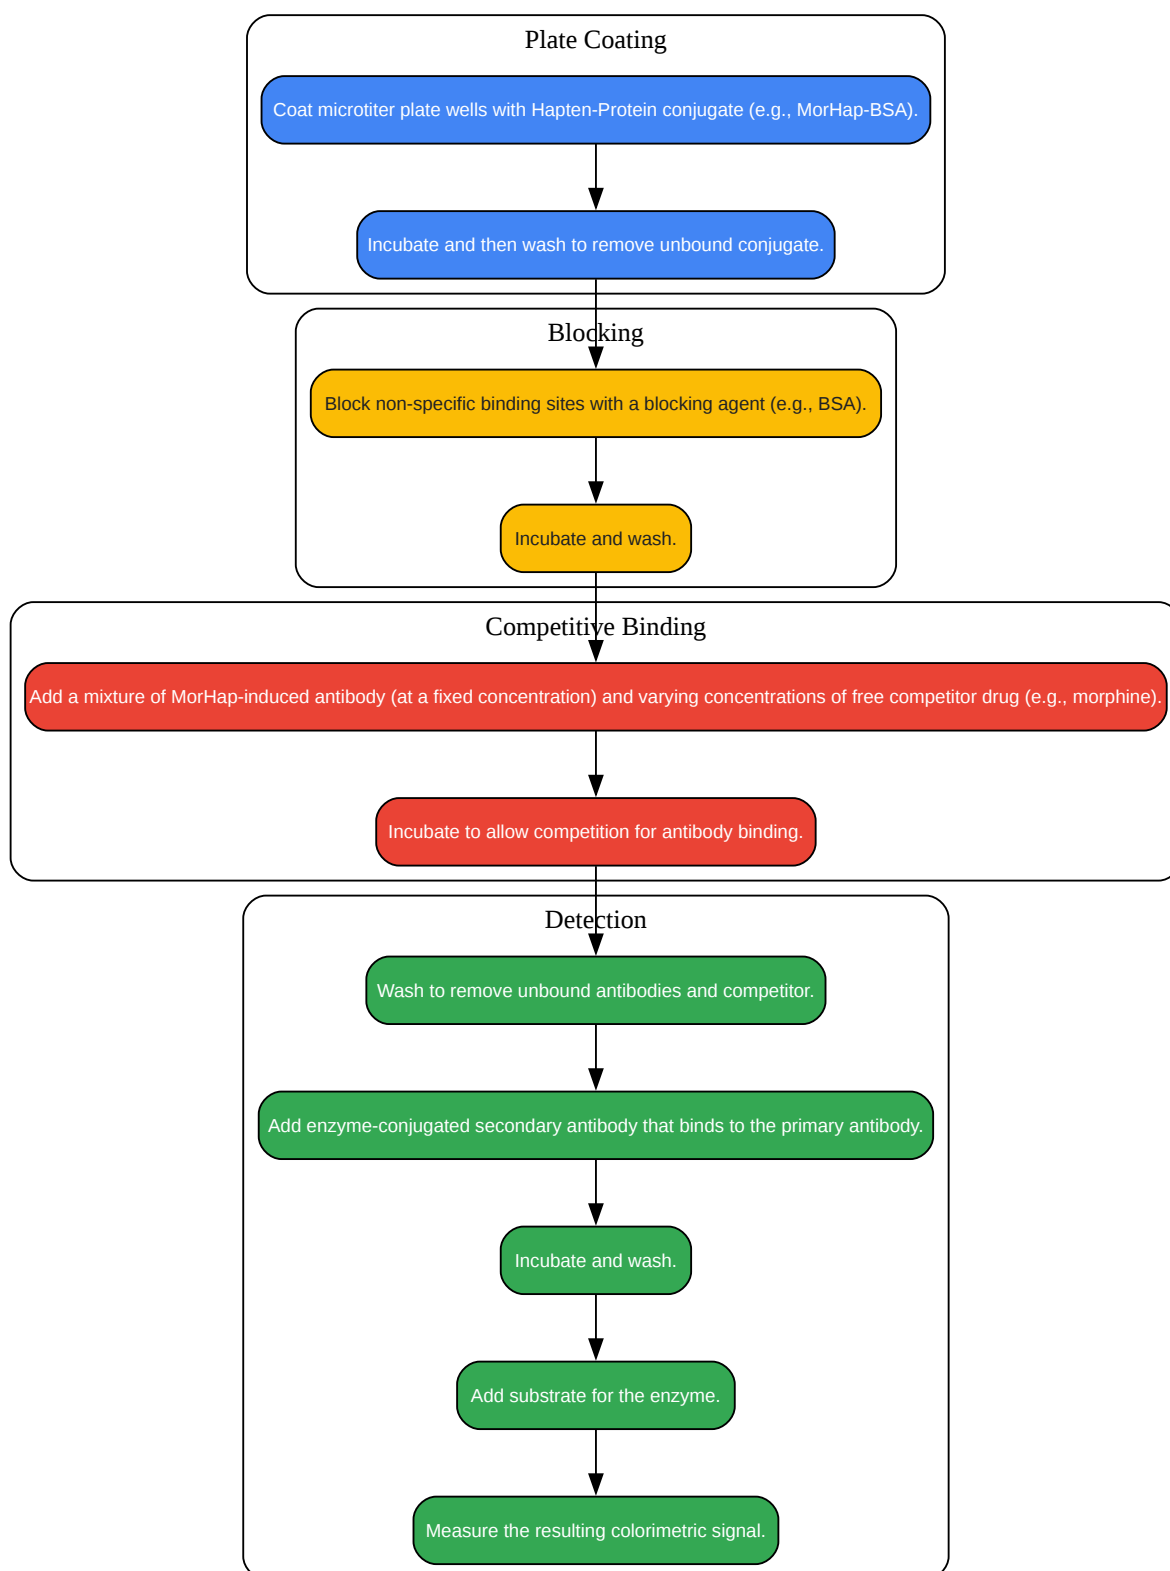 Plate Coating
Coat microtiter plate wells with Hapten-Protein conjugate (e.g., MorHap-BSA).
Incubate and then wash to remove unbound conjugate.
Blocking
Block non-specific binding sites with a blocking agent (e.g., BSA).
Incubate and wash.
Competitive Binding
Add a mixture of MorHap-induced antibody (at a fixed concentration) and varying concentrations of free competitor drug (e.g., morphine).
Incubate to allow competition for antibody binding.
Detection
Wash to remove unbound antibodies and competitor.
Add enzyme-conjugated secondary antibody that binds to the primary antibody.
Incubate and wash.
Add substrate for the enzyme.
Measure the resulting colorimetric signal.